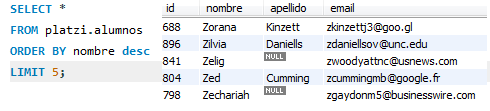 SELECT *
FROM platzi.alumnos
ORDER BY nombre desc
LIMIT 5;
id nombre apellido email
688 Zorana Kinzett zkinzettj3@goo.gl
896 Zilvia Daniells zdaniellsov@unc.edu
841 Zelig NULL zwoodyattnc@usnews.com
804 Zed Cumming zcummingmb@google.fr
798 Zechariah NULL zgaydonm5@businesswire.com